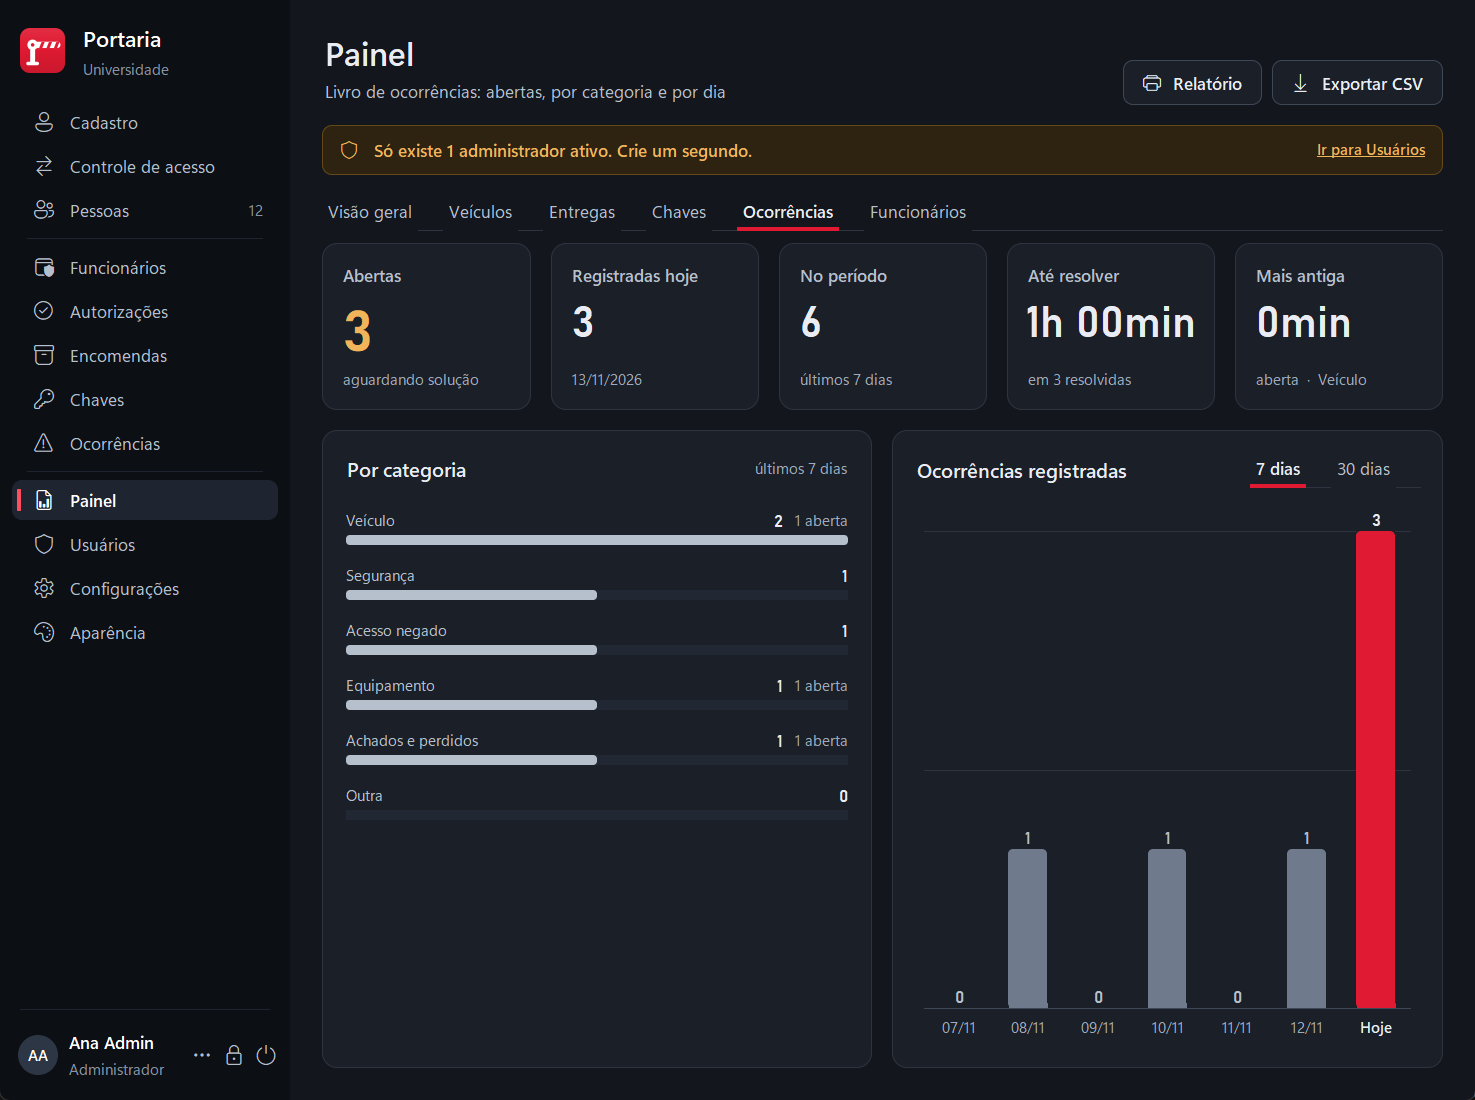 Portaria
Universidade
Cadastro
Controle de acesso
Pessoas 12
Funcionários
Autorizações
Encomendas
Chaves
Ocorrências
Painel
Usuários
Configurações
Aparência
AA
Ana Admin
Administrador
Painel
Livro de ocorrências: abertas, por categoria e por dia
Relatório
Exportar CSV
Só existe 1 administrador ativo. Crie um segundo.
Ir para Usuários
Visão geral Veículos Entregas Chaves Ocorrências Funcionários
Abertas
3
aguardando solução
Registradas hoje
3
13/11/2026
No período
6
últimos 7 dias
Até resolver
1h 00min
em 3 resolvidas
Mais antiga
0min
aberta · Veículo
Por categoria
últimos 7 dias
Veículo 2 1 aberta
Segurança 1
Acesso negado 1
Equipamento 1 1 aberta
Achados e perdidos 1 1 aberta
Outra 0
Ocorrências registradas
7 dias 30 dias
0 1 0 1 0 1 3
07/11 08/11 09/11 10/11 11/11 12/11 Hoje